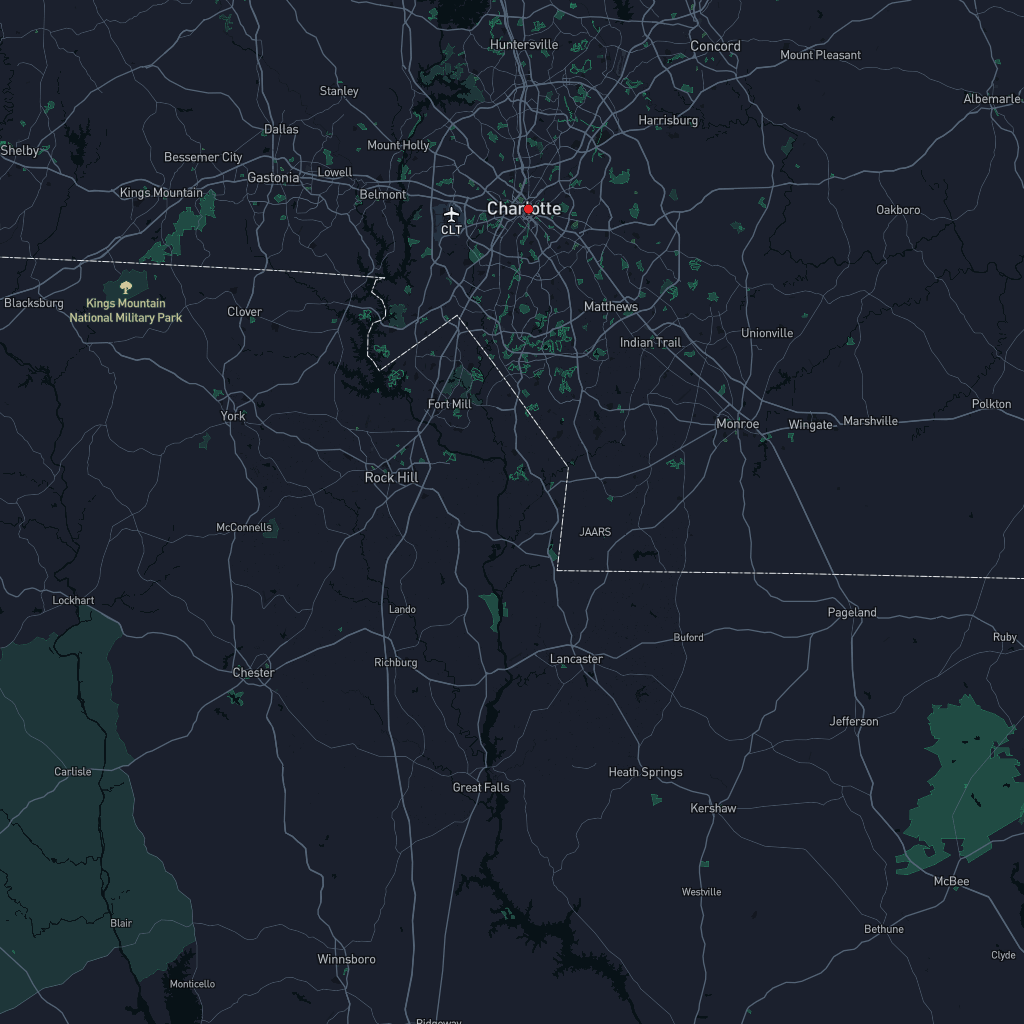 Huntersville
Concord
Mount Pleasant
Stanley
Albemarle
Harrisburg
Dallas
Mount Holly
Shelby
Bessemer City
Lowell
Gastonia
Kings Mountain
Belmont
Charlotte
Oakboro
CLT
Kings Mountain
National Military Park
Blacksburg
Clover
Matthews
Unionville
Indian Trail
Fort Mill
Polkton
York
Monroe
Wingate
Marshville
Rock Hill
McConnells
JAARS
Lockhart
Lando
Pageland
Buford
Ruby
Richburg
Lancaster
Chester
Jefferson
Carlisle
Heath Springs
Great Falls
Kershaw
McBee
Westville
Blair
Bethune
Winnsboro
Clyde
Monticello
Ridgeway